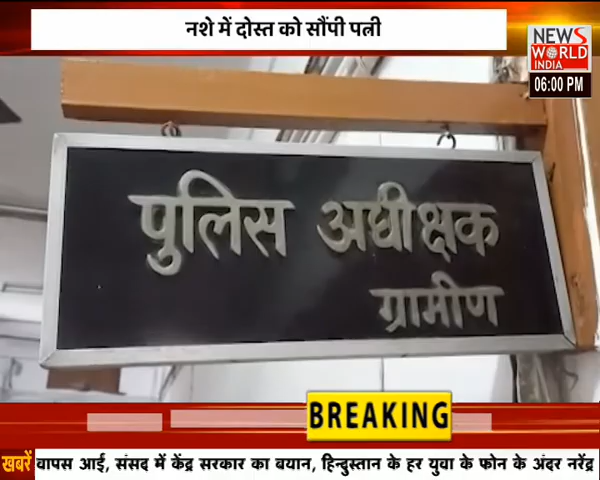 नशे में दोस्त को सौंपी पत्नी
NEWS
WORLD
INDIA
06:00 PM
पुलिस अधीक्षक
ग्रामीण
BREAKING
खबरें वापस आई, संसद में केंद्र सरकार का बयान, हिन्दुस्तान के हर युवा के फोन के अंदर नरेंद्र